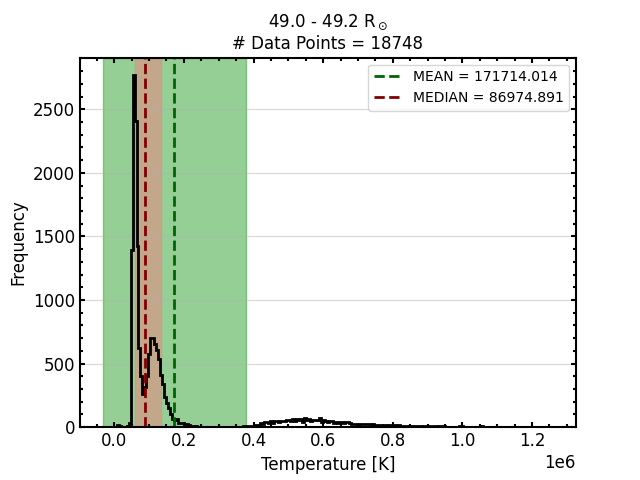 49.0 - 49.2 R⊙
# Data Points = 18748
MEAN = 171714.014
MEDIAN = 86974.891
Frequency
2500
2000
1500
1000
500
0
0.0 0.2 0.4 0.6 0.8 1.0 1.2
1e6
Temperature [K]